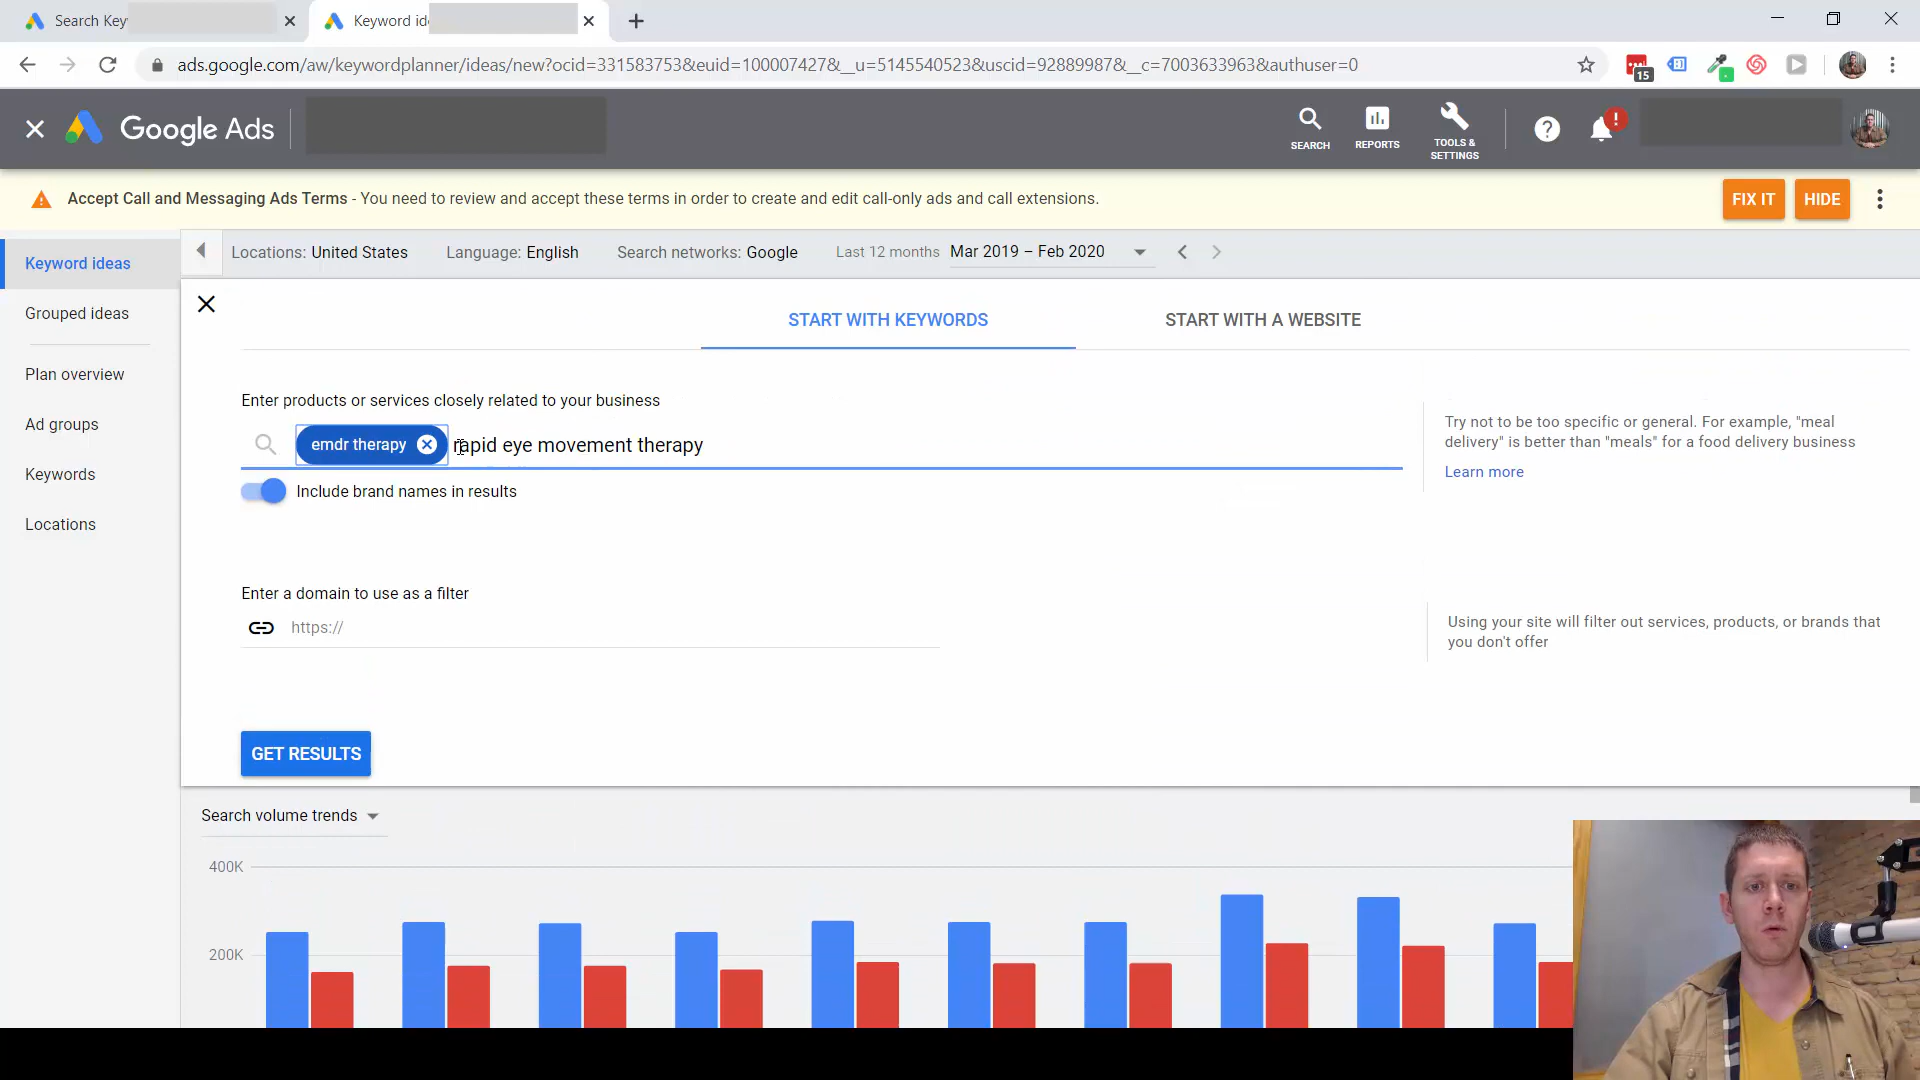 Search Key
Keyword id
ads.google.com/aw/keywordplanner/ideas/new?ocid=331583753&euid=100007427&__u=5145540523&uscid=92889987&__c=7003633963&authuser=0
15
Google Ads
SEARCH
REPORTS
TOOLS &
SETTINGS
Accept Call and Messaging Ads Terms - You need to review and accept these terms in order to create and edit call-only ads and call extensions.
FIX IT
HIDE
Keyword ideas
Grouped ideas
Plan overview
Ad groups
Keywords
Locations
Locations: United States
Language: English
Search networks: Google
Last 12 months
Mar 2019 – Feb 2020
START WITH KEYWORDS
START WITH A WEBSITE
Enter products or services closely related to your business
emdr therapy
rapid eye movement therapy
Include brand names in results
Try not to be too specific or general. For example, "meal
delivery" is better than "meals" for a food delivery business
Learn more
Enter a domain to use as a filter
https://
Using your site will filter out services, products, or brands that
you don't offer
GET RESULTS
Search volume trends
400K
200K